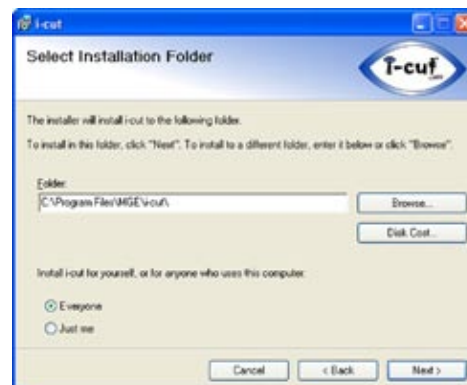 i-cut
Select Installation Folder
i-cut
The installer will install i-cut to the following folder.
To install in this folder, click "Next". To install to a different folder, enter it below or click "Browse".
Folder:
C:\Program Files\MGE\i-cut\
Browse...
Disk Cost...
Install i-cut for yourself, or for anyone who uses this computer:
Everyone
Just me
Cancel
< Back
Next >